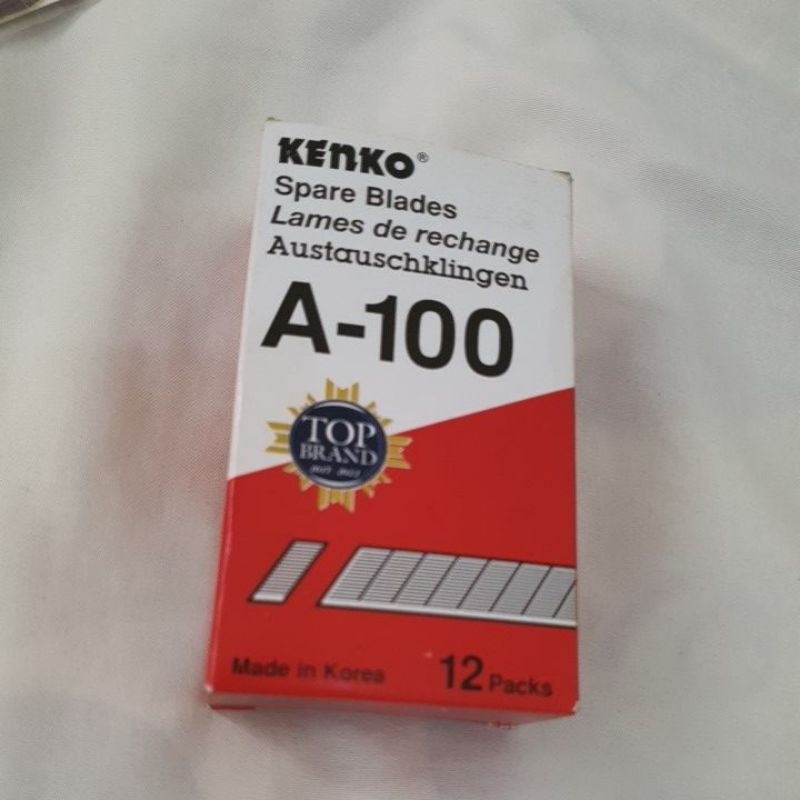 KENKO®
Spare Blades
Lames de rechange
Austauschklingen
A-100
TOP
BRAND
Made in Korea
12 Packs